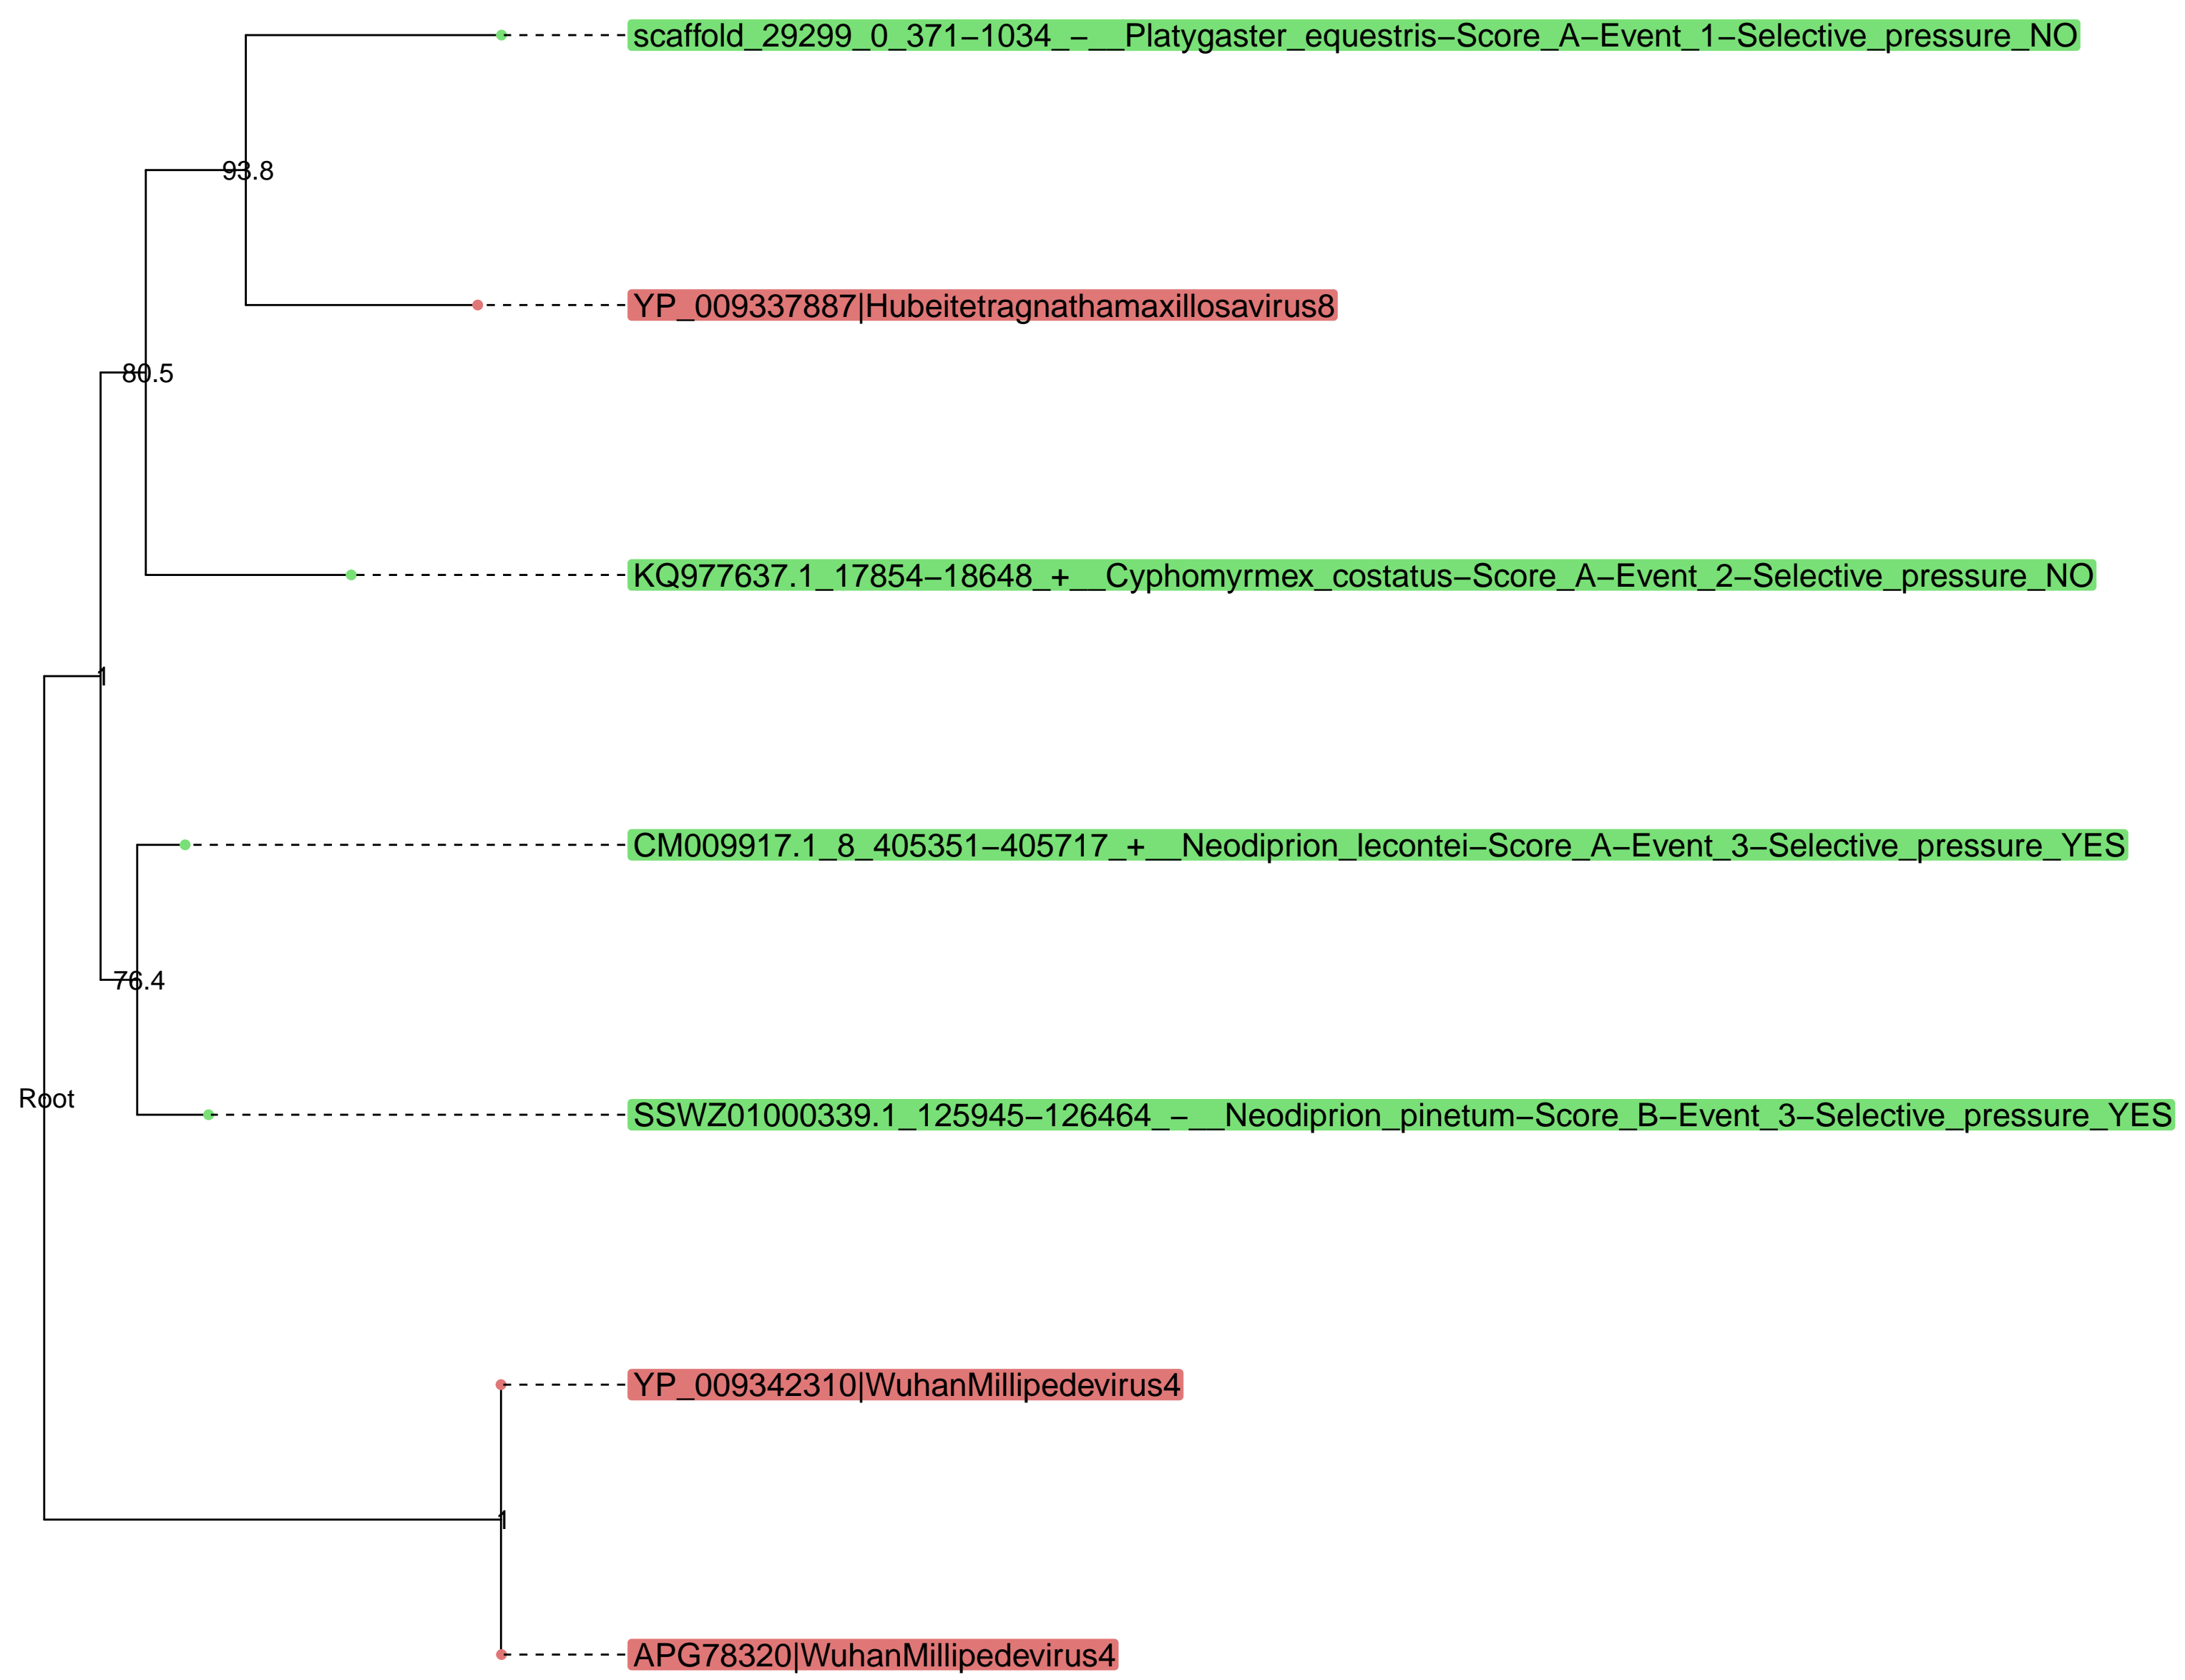 scaffold_29299_0_371−1034_−__Platygaster_equestris−Score_A−Event_1−Selective_pressure_NO
93.8
YP_009337887|Hubeitetragnathamaxillosavirus8
80.5
KQ977637.1_17854−18648_+__Cyphomyrmex_costatus−Score_A−Event_2−Selective_pressure_NO
1
CM009917.1_8_405351−405717_+__Neodiprion_lecontei−Score_A−Event_3−Selective_pressure_YES
76.4
Root
SSWZ01000339.1_125945−126464_−__Neodiprion_pinetum−Score_B−Event_3−Selective_pressure_YES
YP_009342310|WuhanMillipedevirus4
1
APG78320|WuhanMillipedevirus4